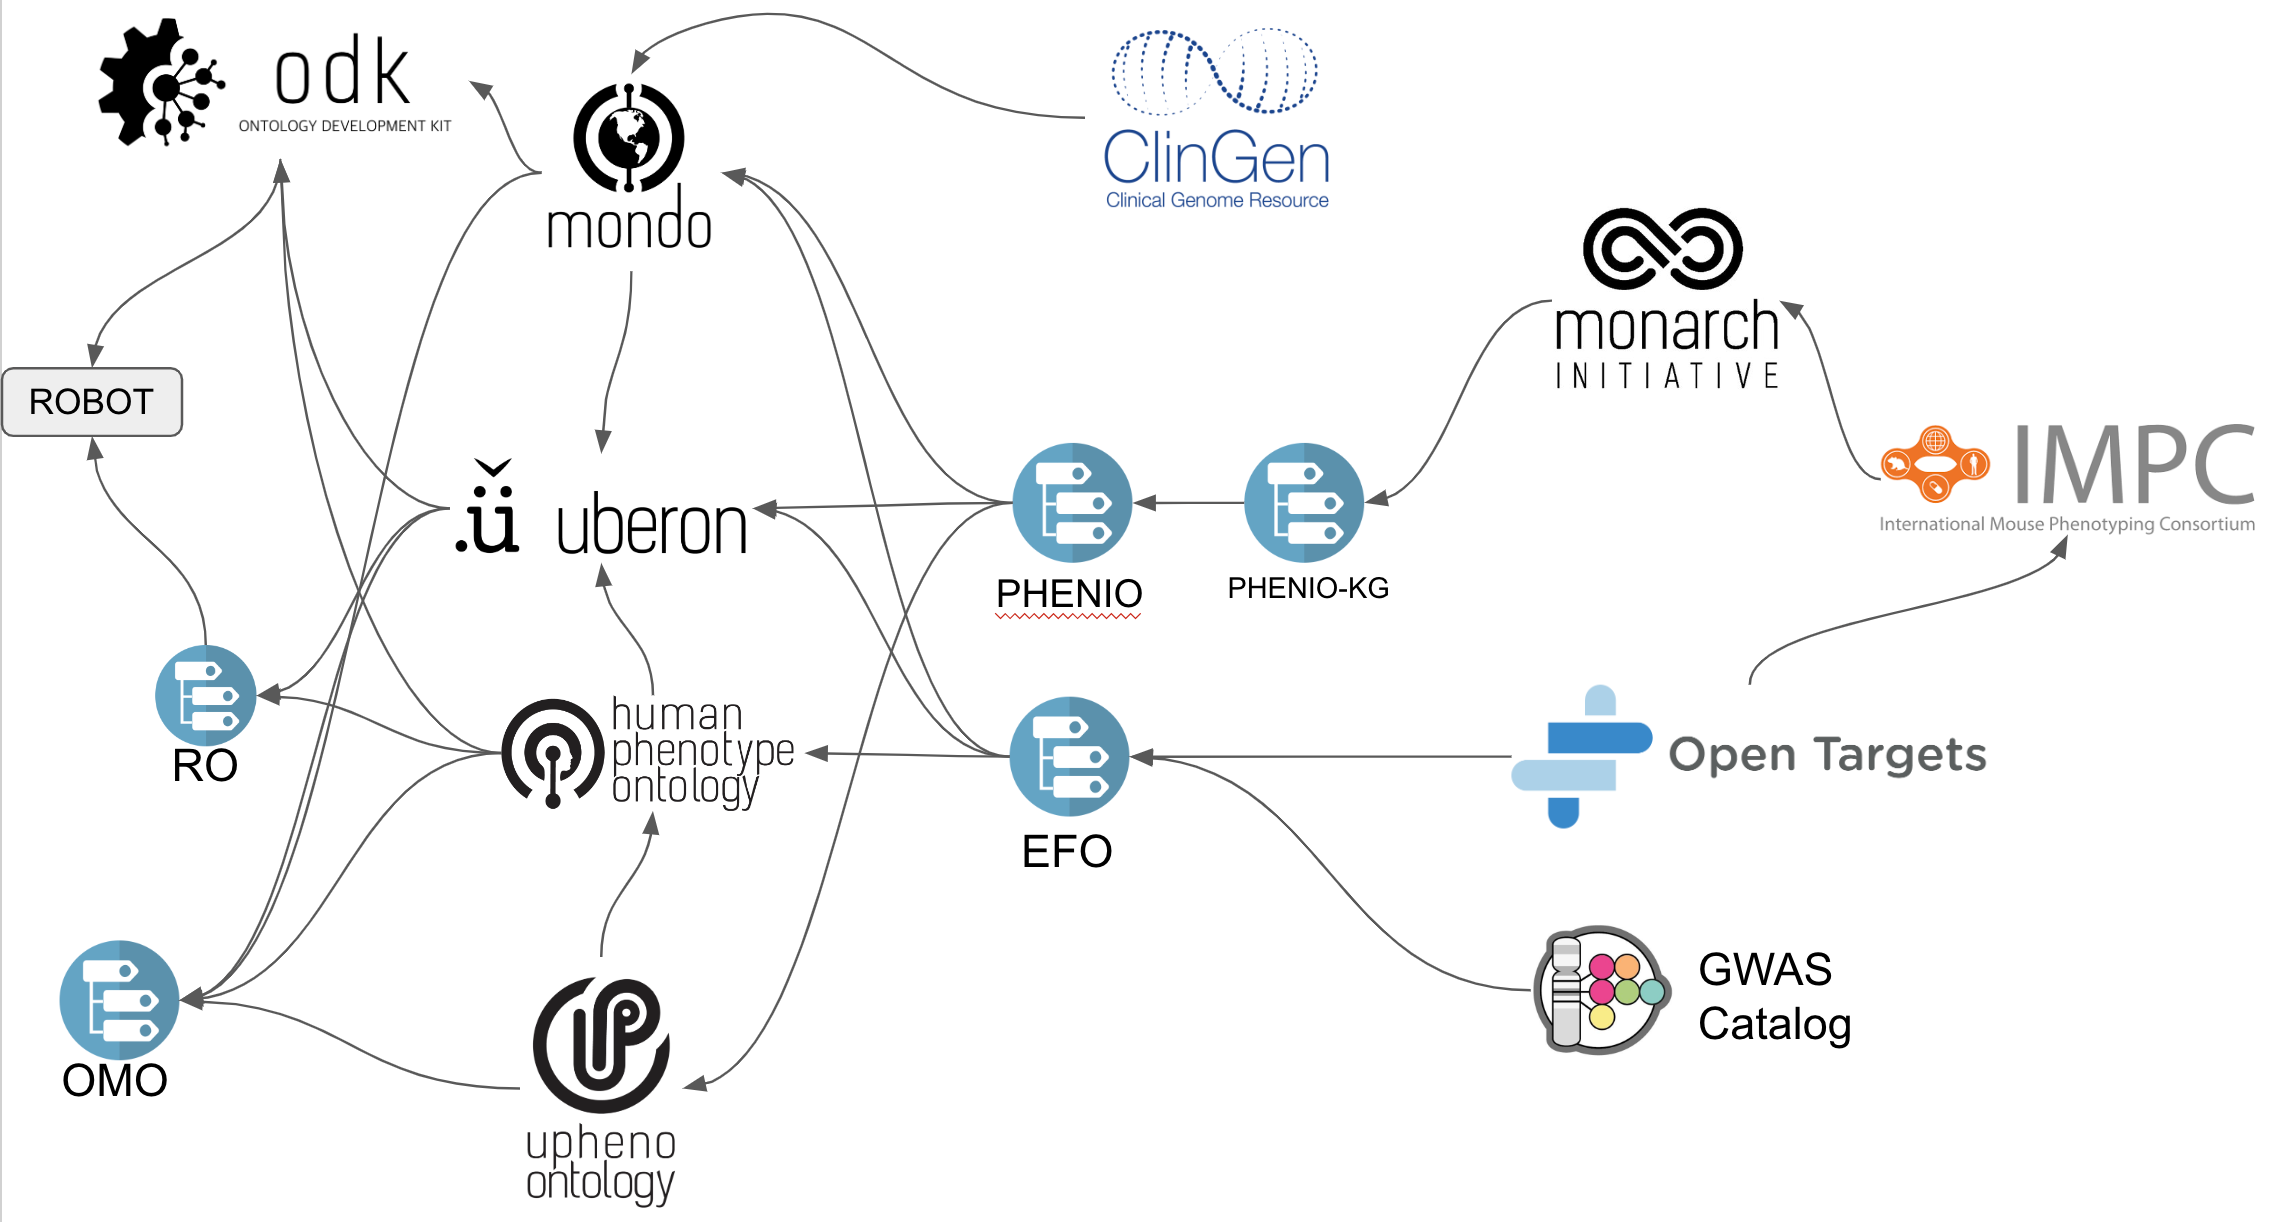 odk
ONTOLOGY DEVELOPMENT KIT
mondo
ClinGen
Clinical Genome Resource
monarch
INITIATIVE
ROBOT
IMPC
International Mouse Phenotyping Consortium
.ü uberon
PHENIO
PHENIO-KG
RO
human
phenotype
ontology
EFO
Open Targets
OMO
GWAS
Catalog
upheno
ontology